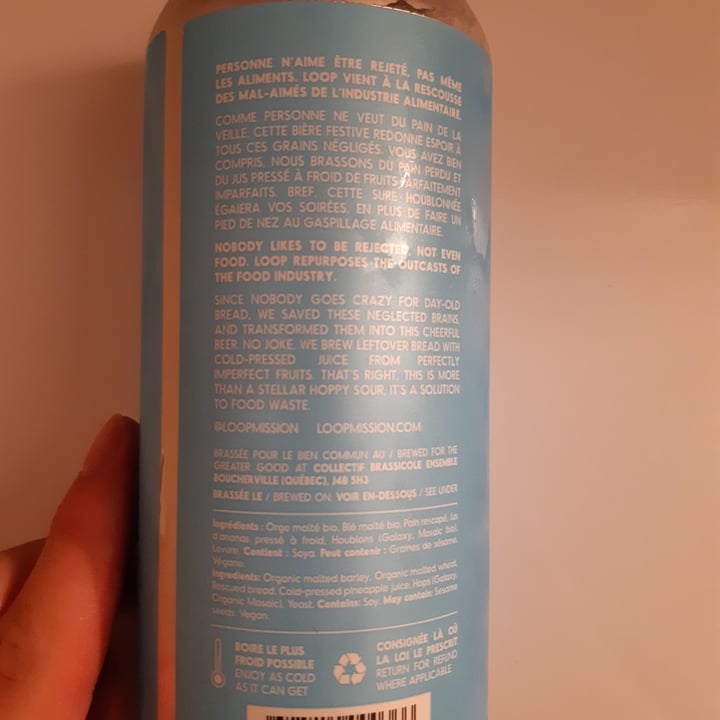 PERSONNE N'AIME ÊTRE REJETÉ, PAS MÊME
LES ALIMENTS. LOOP VIENT À LA RESCOUSSE
DES MAL-AIMÉS DE L'INDUSTRIE ALIMENTAIRE.
COMME PERSONNE NE VEUT DU PAIN DE LA
VEILLE, CETTE BIÈRE FESTIVE REDONNE ESPOIR À
TOUS CES GRAINS NÉGLIGÉS. VOUS AVEZ BIEN
COMPRIS. NOUS BRASSONS DU PAIN PERDU ET
DU JUS PRESSÉ À FROID DE FRUITS PARFAITEMENT
IMPARFAITS. BREF, CETTE SURE HOUBLONNÉE
ÉGAIERA VOS SOIRÉES, EN PLUS DE FAIRE UN
PIED DE NEZ AU GASPILLAGE ALIMENTAIRE.
NOBODY LIKES TO BE REJECTED, NOT EVEN
FOOD. LOOP REPURPOSES THE OUTCASTS OF
THE FOOD INDUSTRY.
SINCE NOBODY GOES CRAZY FOR DAY-OLD
BREAD, WE SAVED THESE NEGLECTED BRAINS,
AND TRANSFORMED THEM INTO THIS CHEERFUL
BEER. NO JOKE, WE BREW LEFTOVER BREAD WITH
COLD-PRESSED JUICE FROM PERFECTLY
IMPERFECT FRUITS. THAT'S RIGHT, THIS IS MORE
THAN A STELLAR HOPPY SOUR, IT'S A SOLUTION
TO FOOD WASTE.
@LOOPMISSION LOOPMISSION.COM
BRASSÉE POUR LE BIEN COMMUN AU / BREWED FOR THE
GREATER GOOD AT COLLECTIF BRASSICOLE ENSEMBLE
BOUCHERVILLE (QUÉBEC), J4B 5H3
BRASSÉE LE / BREWED ON: VOIR EN-DESSOUS / SEE UNDER
Ingrédients : Orge malté bio, Blé malté bio, Pain rescapé, Jus
d'ananas pressé à froid, Houblons (Galaxy, Mosaic bio),
Levure. Contient : Soya. Peut contenir : Graines de sésame.
Végane.
Ingredients: Organic malted barley, Organic malted wheat,
Rescued bread, Cold-pressed pineapple juice, Hops (Galaxy,
Organic Mosaic), Yeast. Contains: Soy. May contain: Sesame
seeds. Vegan.
BOIRE LE PLUS
FROID POSSIBLE
ENJOY AS COLD
AS IT CAN GET
CONSIGNÉE LÀ OÙ
LA LOI LE PRESCRIT
RETURN FOR REFUND
WHERE APPLICABLE